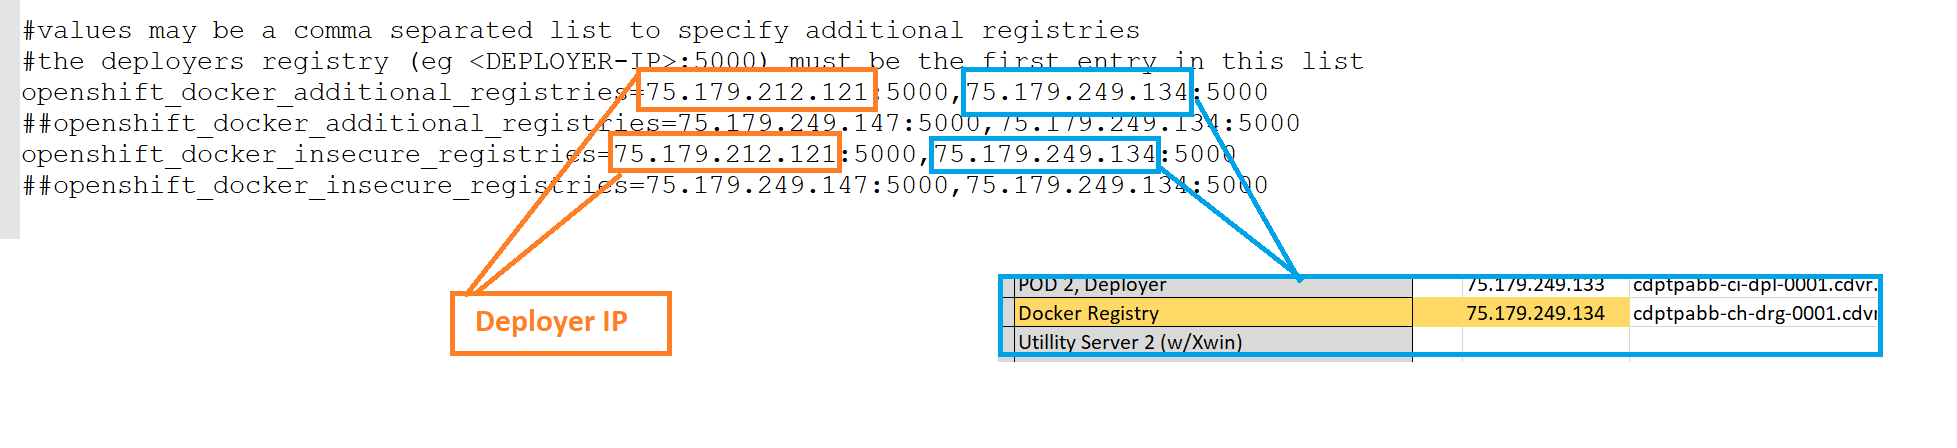 #values may be a comma separated list to specify additional registries
#the deployers registry (eg <DEPLOYER-IP>:5000) must be the first entry in this list
openshift_docker_additional_registries=75.179.212.121:5000,75.179.249.134:5000
##openshift_docker_additional_registries=75.179.249.147:5000,75.179.249.134:5000
openshift_docker_insecure_registries=75.179.212.121:5000,75.179.249.134:5000
##openshift_docker_insecure_registries=75.179.249.147:5000,75.179.249.134:5000
POD 2, Deployer 75.179.249.133 cdptpabb-ci-dpl-0001.cdvr.
Docker Registry 75.179.249.134 cdptpabb-ch-drg-0001.cdvr
Utillity Server 2 (w/Xwin)
Deployer IP